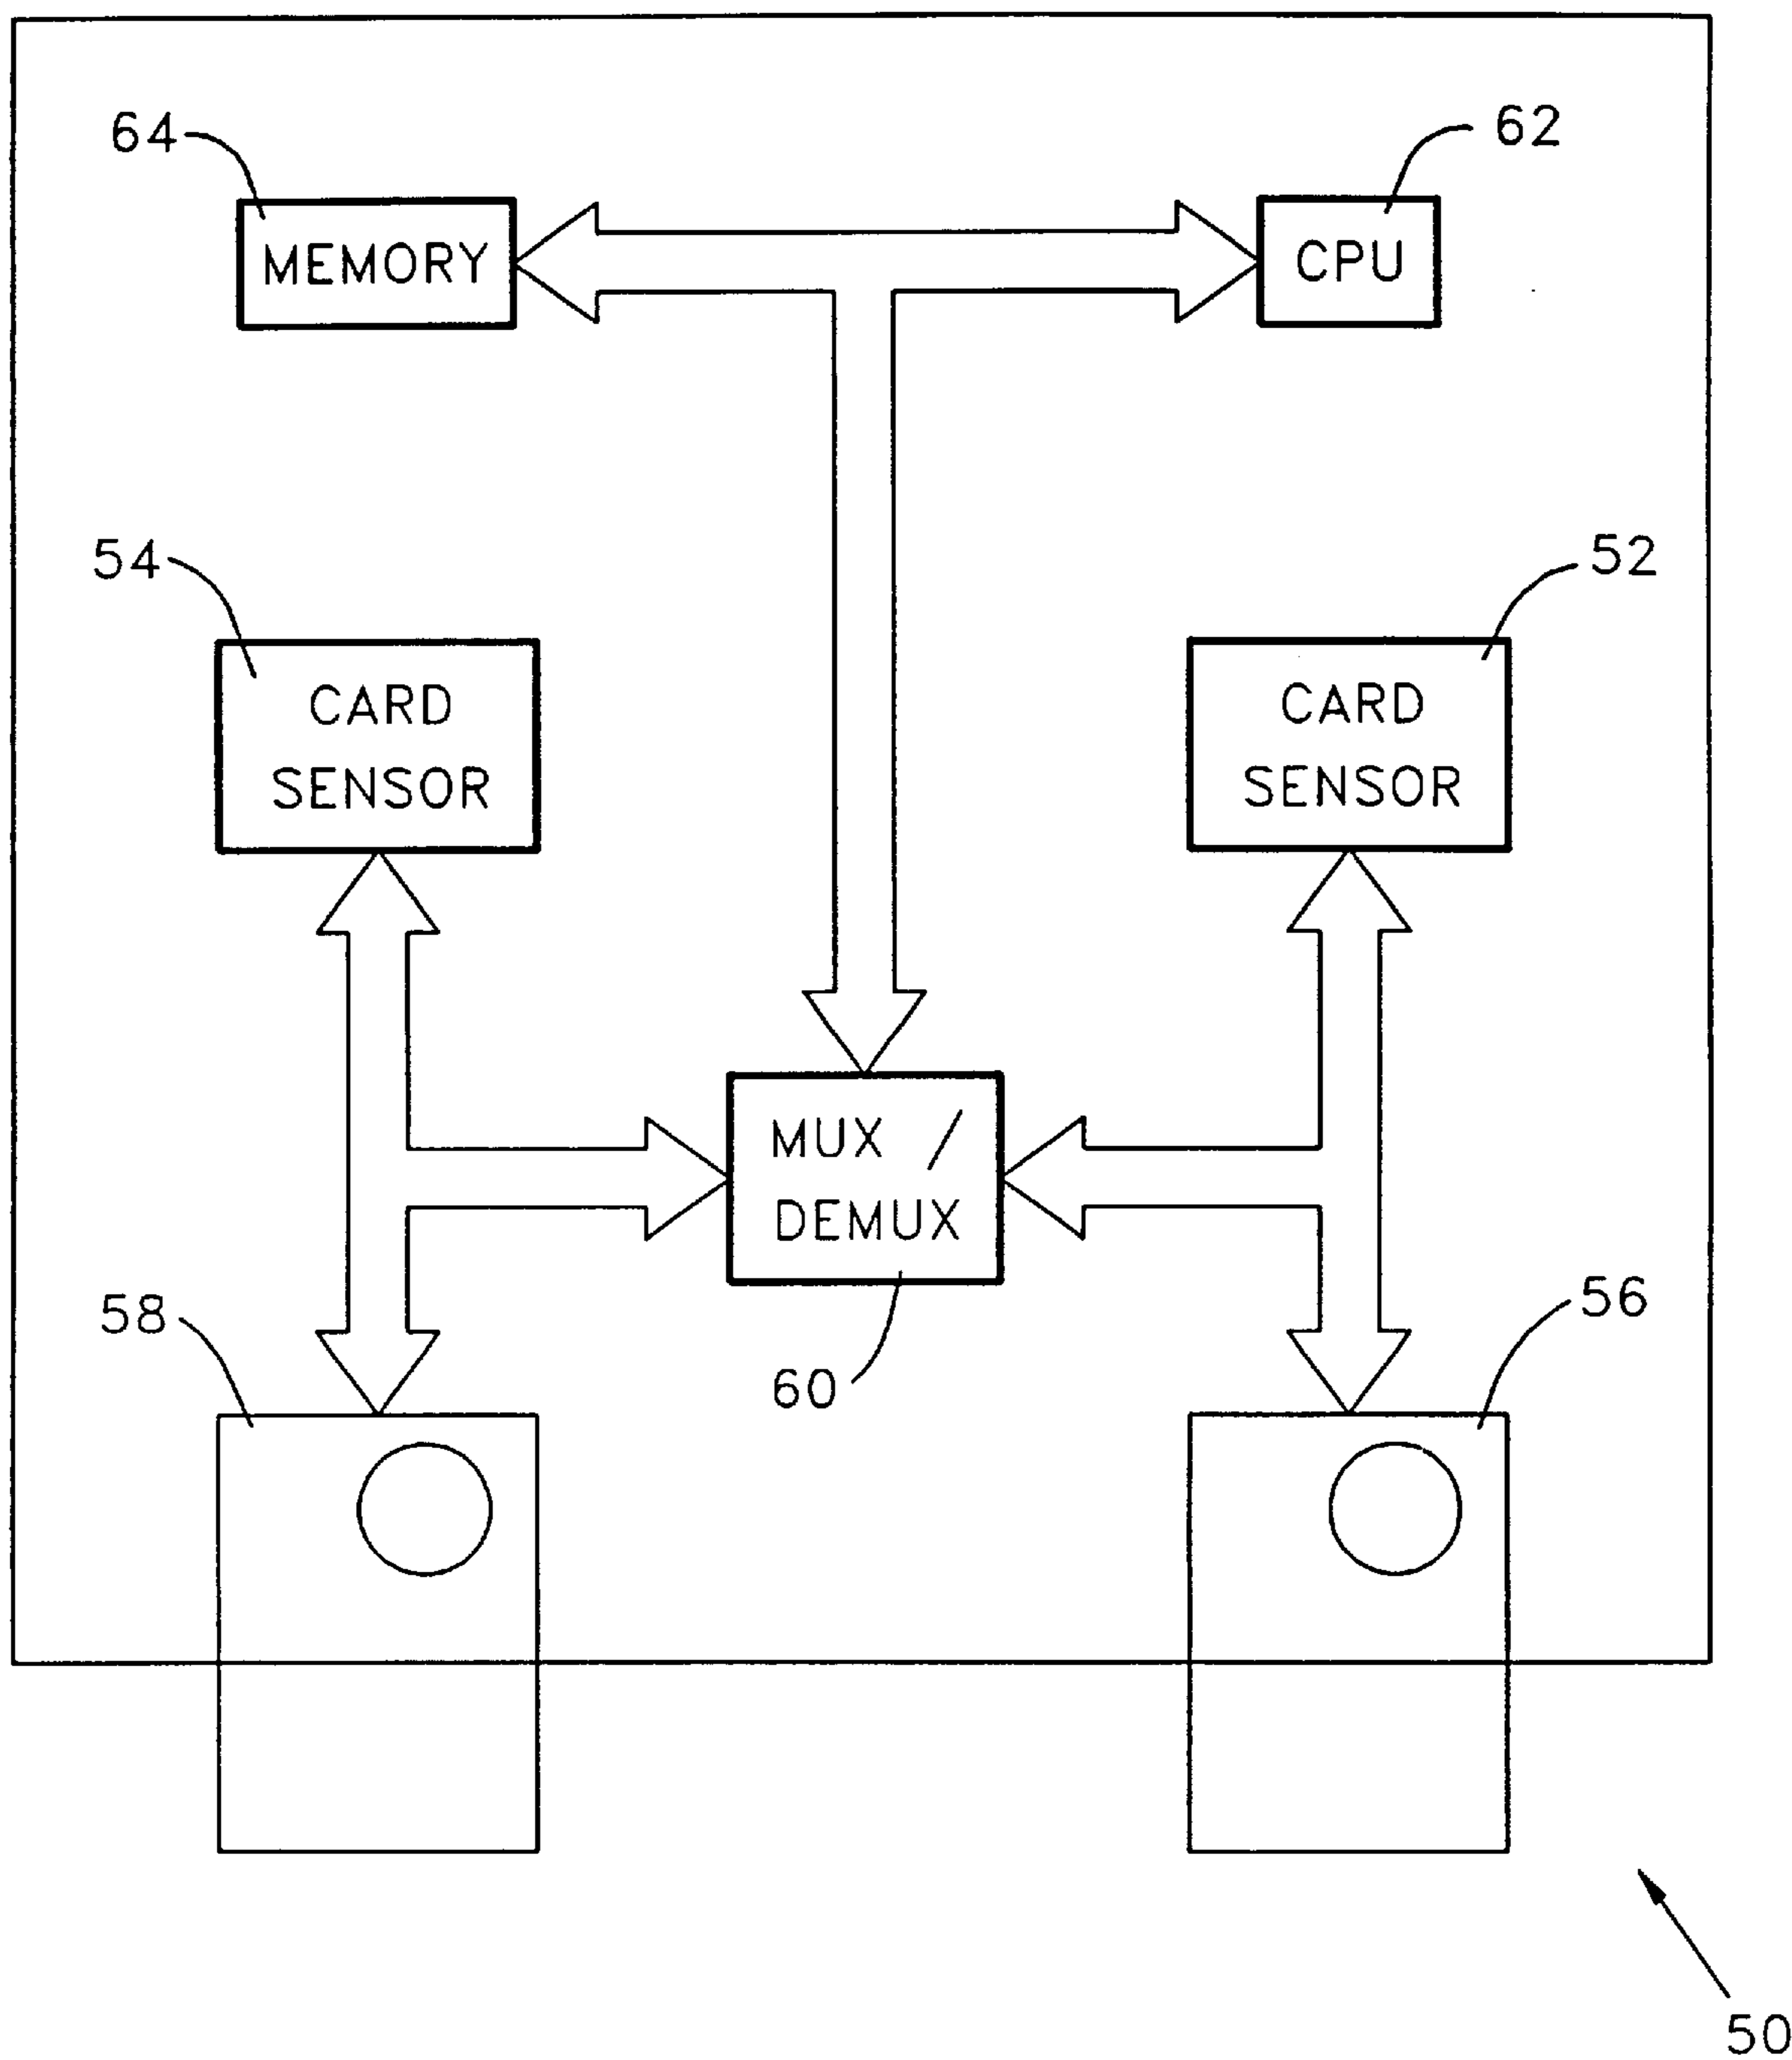 64
62
MEMORY
CPU
54
52
CARD
SENSOR
CARD
SENSOR
MUX /
DEMUX
58
56
60
50